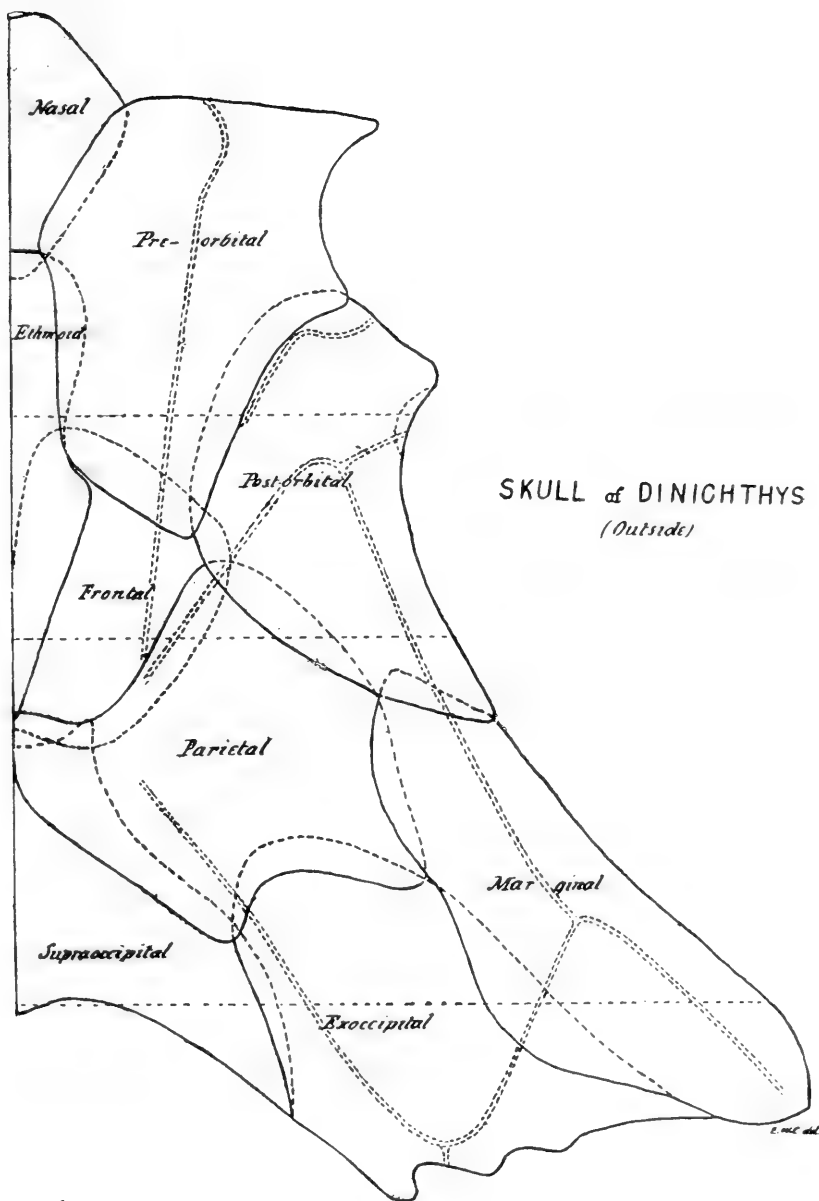 Nasal
Pre-orbital
Ethmoid
Post-orbital
SKULL of DINICHTHYS
(Outside)
Frontal
Parietal
Marginal
Supraoccipital
Exoccipital